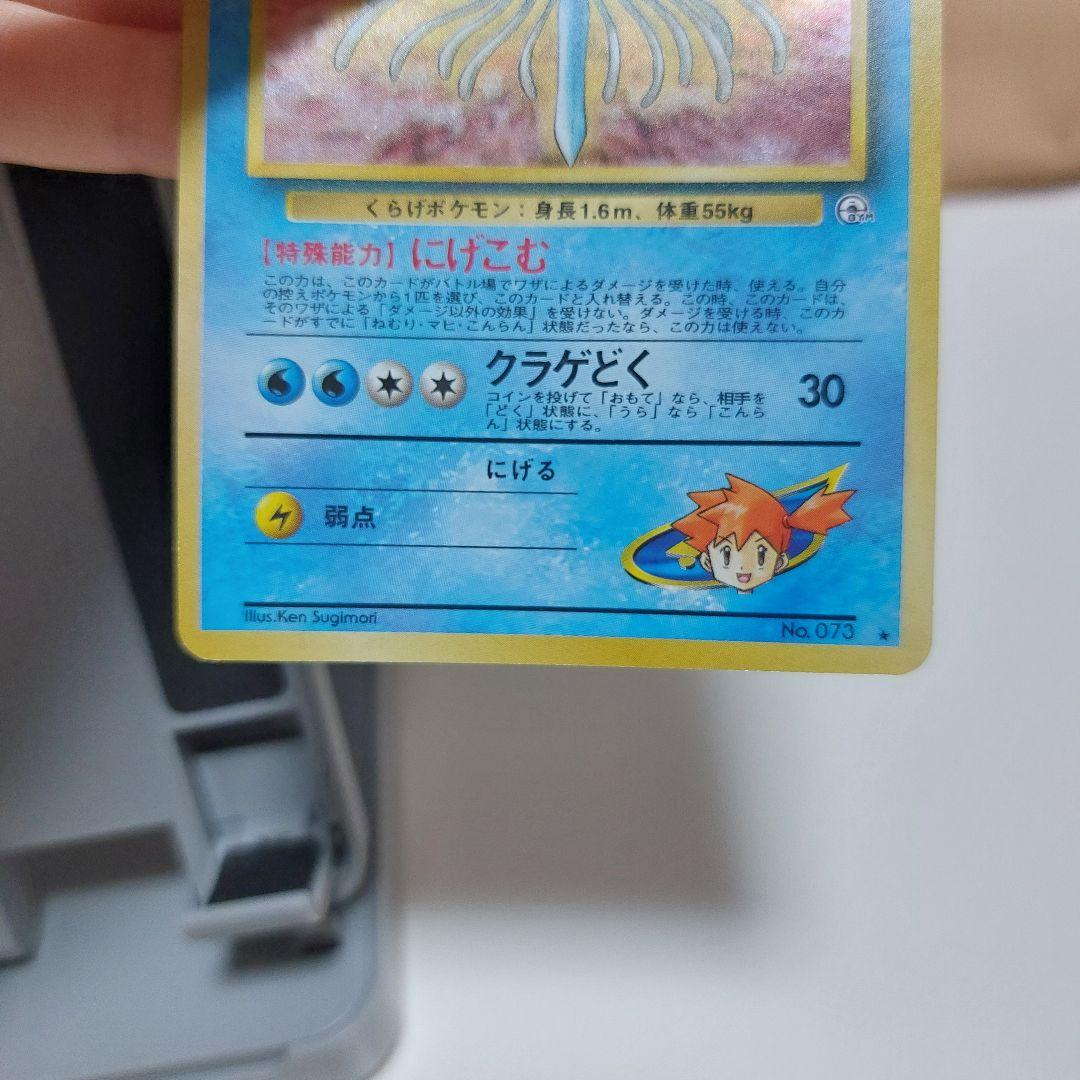 くらげポケモン：身長1.6m、体重55kg
GYM
【特殊能力】にげこむ
この力は、このカードがバトル場でワザによるダメージを受けた時、使える。自分
の控えポケモンから1匹を選び、このカードと入れ替える。この時、このカードは、
そのワザによる「ダメージ以外の効果」を受けない。ダメージを受ける時、このカ
ードがすでに「ねむり・マヒ・こんらん」状態だったなら、この力は使えない。
クラゲどく
30
コインを投げて「おもて」なら、相手を
「どく」状態に、「うら」なら「こんら
ん」状態にする。
にげる
弱点
Illus.Ken Sugimori
No. 073 ★